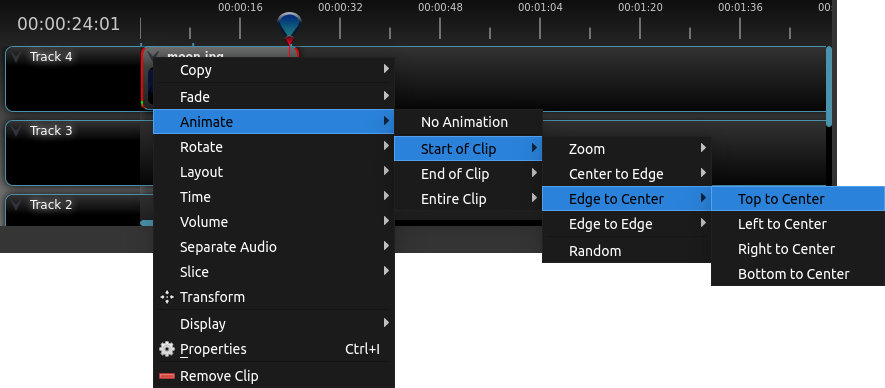 00:00:24:01
00:00:16 00:00:32 00:00:48 00:01:04 00:01:20 00:01:36
Track 4
Track 3
Track 2
Copy
Fade
Animate
Rotate
Layout
Time
Volume
Separate Audio
Slice
Transform
Display
Properties Ctrl+I
Remove Clip
No Animation
Start of Clip
End of Clip
Entire Clip
Zoom
Center to Edge
Edge to Center
Edge to Edge
Random
Top to Center
Left to Center
Right to Center
Bottom to Center